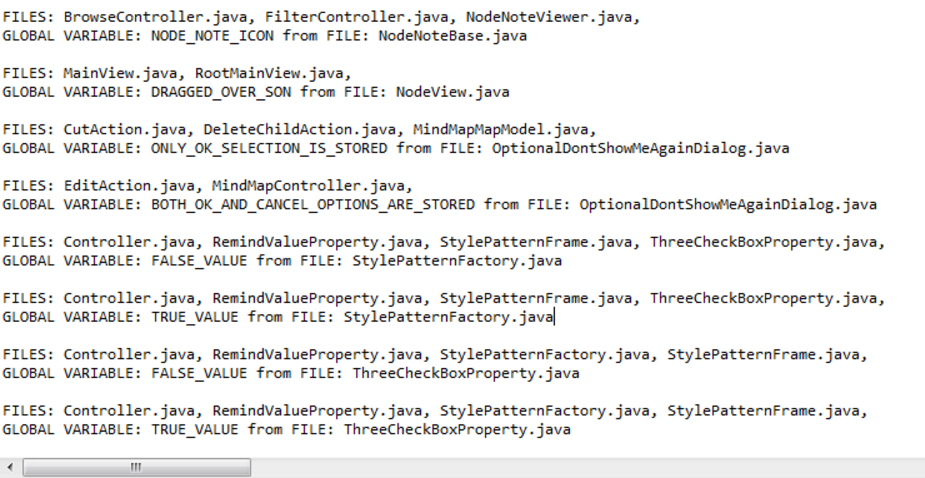 FILES: BrowseController.java, FilterController.java, NodeNoteViewer.java,
GLOBAL VARIABLE: NODE_NOTE_ICON from FILE: NodeNoteBase.java
FILES: MainView.java, RootMainView.java,
GLOBAL VARIABLE: DRAGGED_OVER_SON from FILE: NodeView.java
FILES: CutAction.java, DeleteChildAction.java, MindMapMapModel.java,
GLOBAL VARIABLE: ONLY_OK_SELECTION_IS_STORED from FILE: OptionalDontShowMeAgainDialog.java
FILES: EditAction.java, MindMapController.java,
GLOBAL VARIABLE: BOTH_OK_AND_CANCEL_OPTIONS_ARE_STORED from FILE: OptionalDontShowMeAgainDialog.java
FILES: Controller.java, RemindValueProperty.java, StylePatternFrame.java, ThreeCheckBoxProperty.java,
GLOBAL VARIABLE: FALSE_VALUE from FILE: StylePatternFactory.java
FILES: Controller.java, RemindValueProperty.java, StylePatternFrame.java, ThreeCheckBoxProperty.java,
GLOBAL VARIABLE: TRUE_VALUE from FILE: StylePatternFactory.java
FILES: Controller.java, RemindValueProperty.java, StylePatternFactory.java, StylePatternFrame.java,
GLOBAL VARIABLE: FALSE_VALUE from FILE: ThreeCheckBoxProperty.java
FILES: Controller.java, RemindValueProperty.java, StylePatternFactory.java, StylePatternFrame.java,
GLOBAL VARIABLE: TRUE_VALUE from FILE: ThreeCheckBoxProperty.java